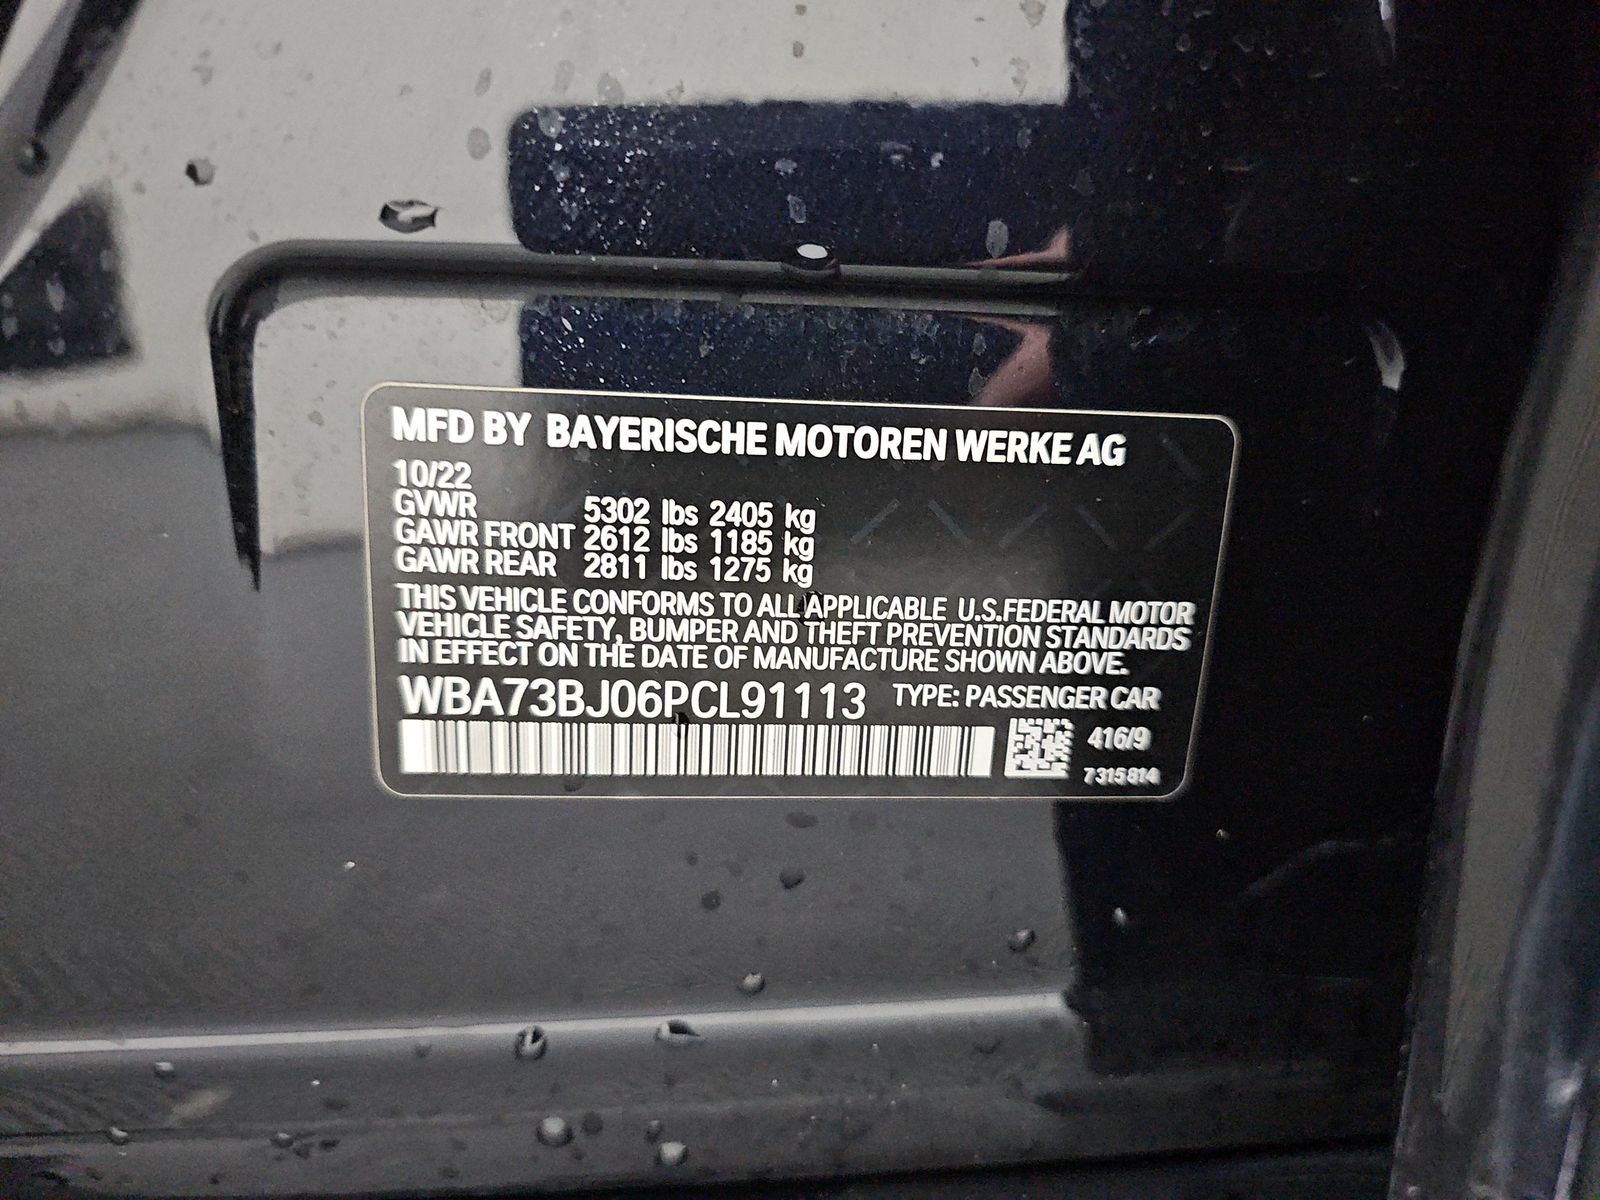 MFD BY BAYERISCHE MOTOREN WERKE AG
10/22
GVWR 5302 lbs 2405 kg
GAWR FRONT 2612 lbs 1185 kg
GAWR REAR 2811 lbs 1275 kg
THIS VEHICLE CONFORMS TO ALL APPLICABLE U.S.FEDERAL MOTOR
VEHICLE SAFETY, BUMPER AND THEFT PREVENTION STANDARDS
IN EFFECT ON THE DATE OF MANUFACTURE SHOWN ABOVE.
WBA73BJ06PCL91113 TYPE: PASSENGER CAR
416/9
7315814